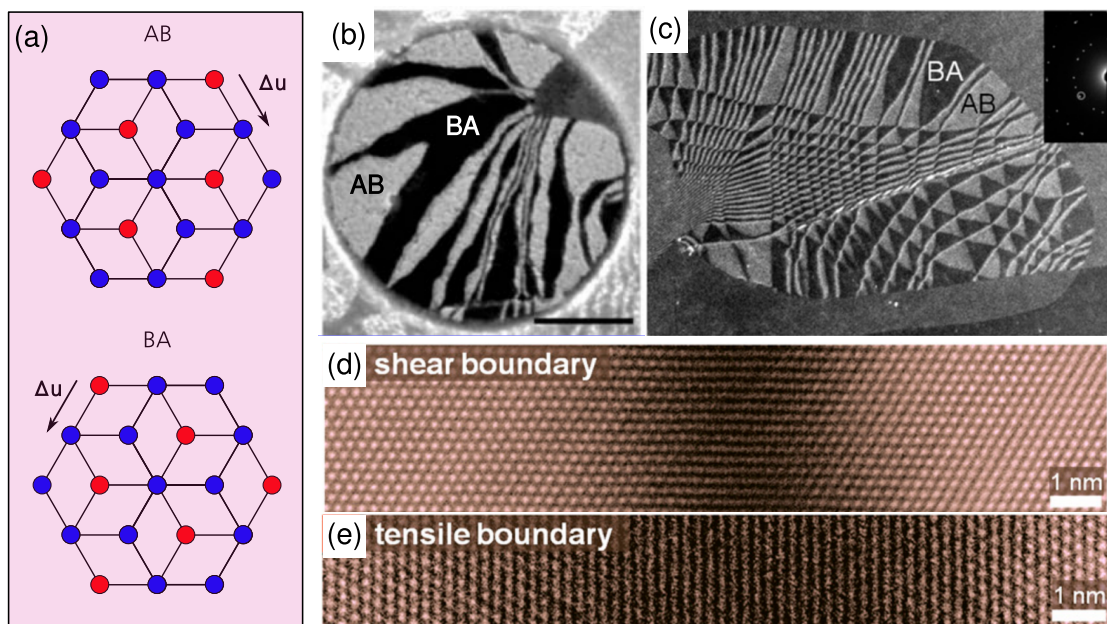 (a)
AB
Δu
BA
Δu
(b)
BA
AB
(c)
BA
AB
(d) shear boundary
1 nm
(e) tensile boundary
1 nm